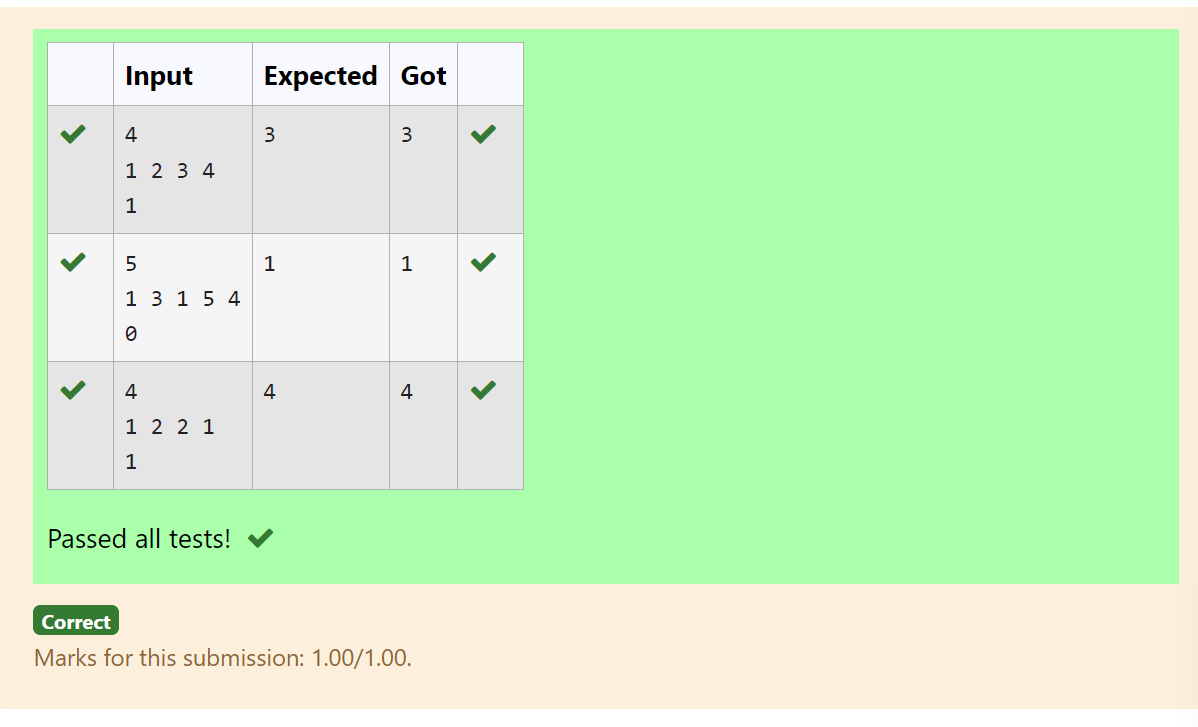 Input Expected Got
4 3 3
1 2 3 4
1
5 1 1
1 3 1 5 4
0
4 4 4
1 2 2 1
1
Passed all tests!
Correct
Marks for this submission: 1.00/1.00.